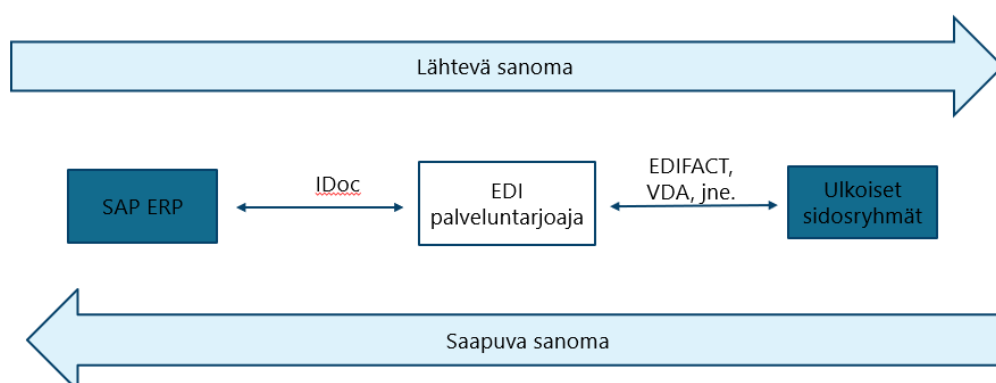 Lähtevä sanoma
SAP ERP
IDoc
EDI
palveluntarjoaja
EDIFACT,
VDA, jne.
Ulkoiset
sidosryhmät
Saapuva sanoma